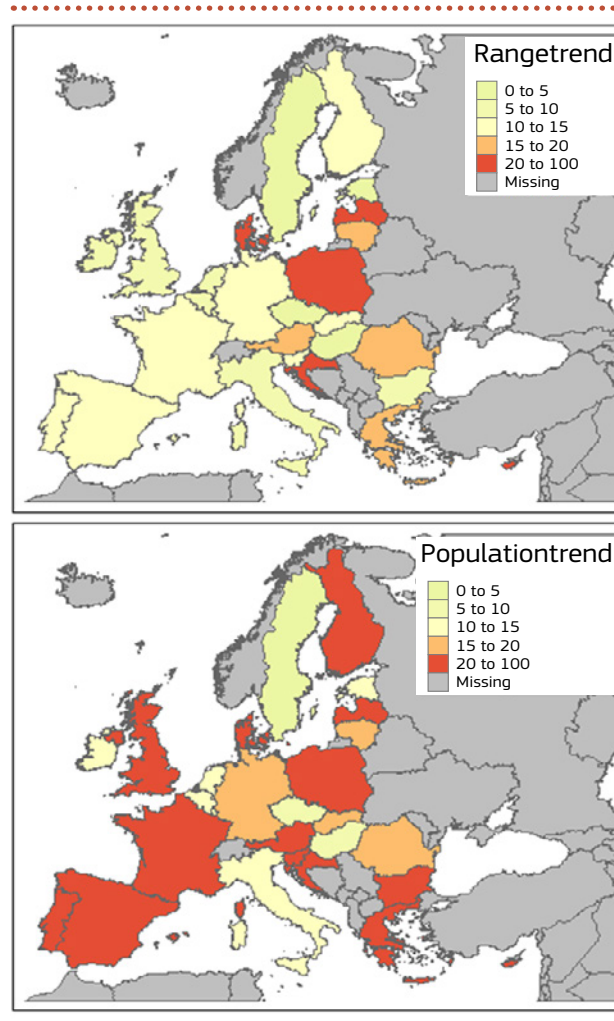 Rangetrend
0 to 5
5 to 10
10 to 15
15 to 20
20 to 100
Missing
Populationtrend
0 to 5
5 to 10
10 to 15
15 to 20
20 to 100
Missing